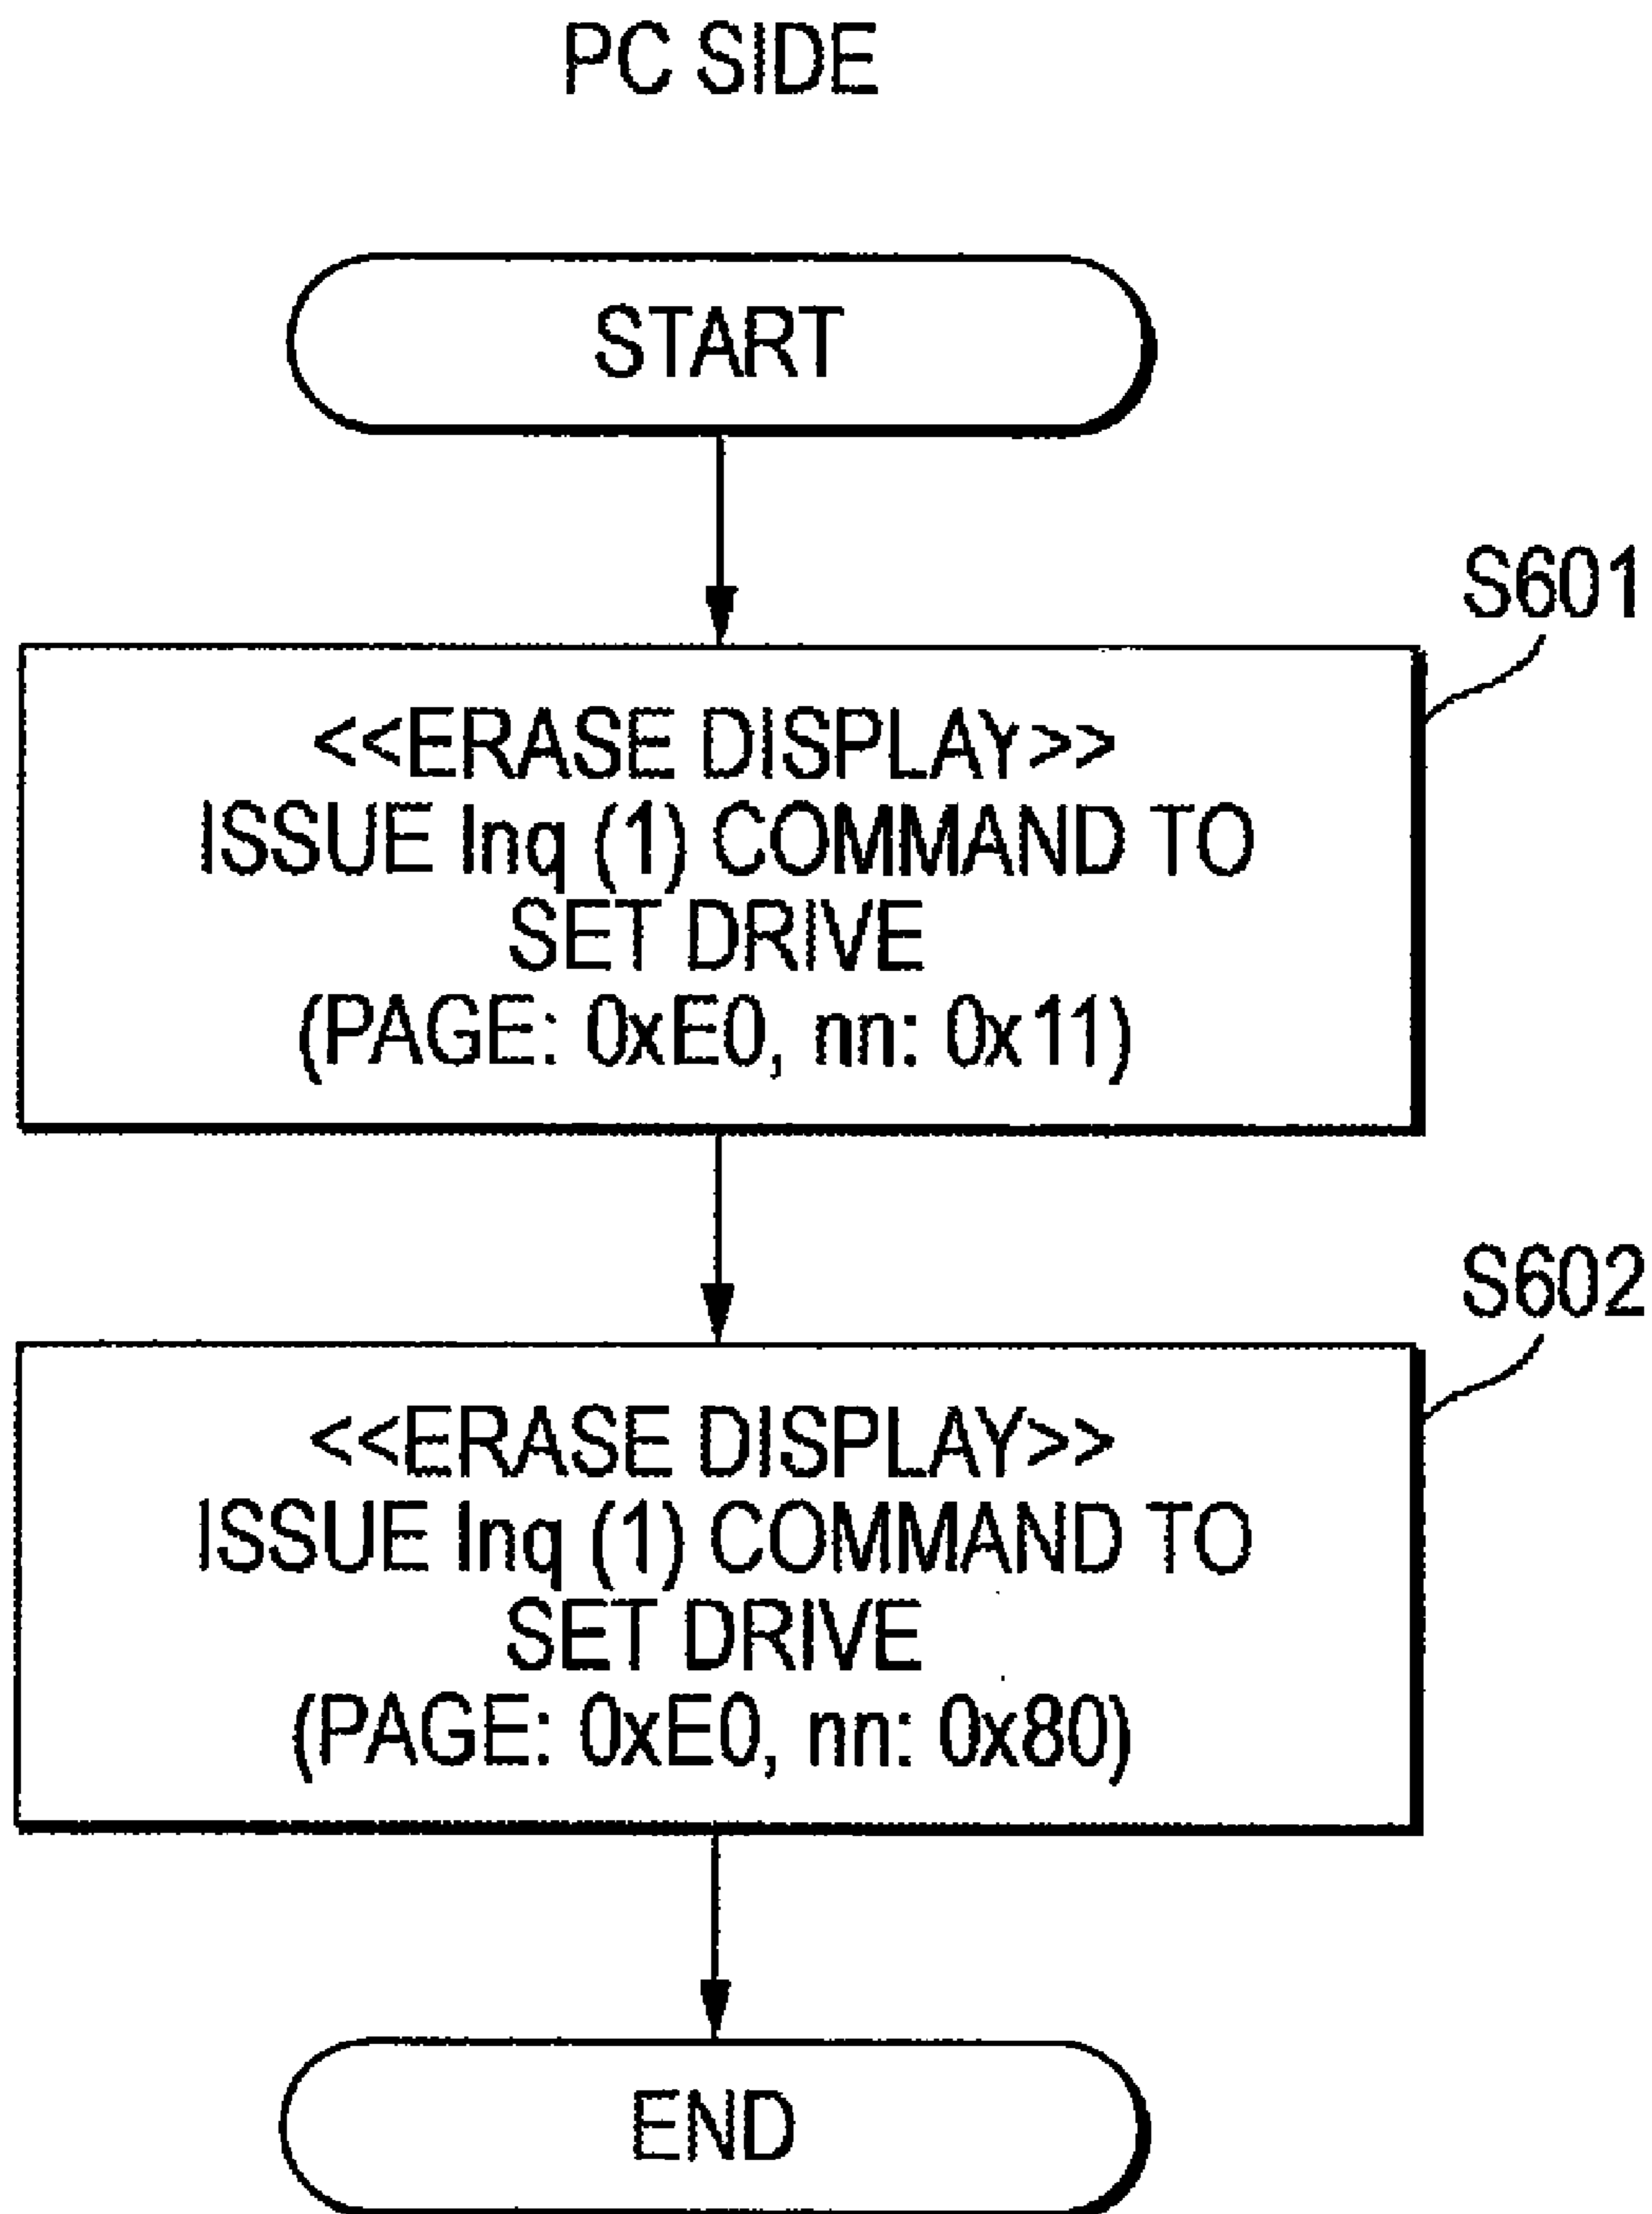 PC SIDE
START
S601
<<ERASE DISPLAY>>
ISSUE Inq (1) COMMAND TO
SET DRIVE
(PAGE: 0xE0, nn: 0x11)
S602
<<ERASE DISPLAY>>
ISSUE Inq (1) COMMAND TO
SET DRIVE
(PAGE: 0xE0, nn: 0x80)
END